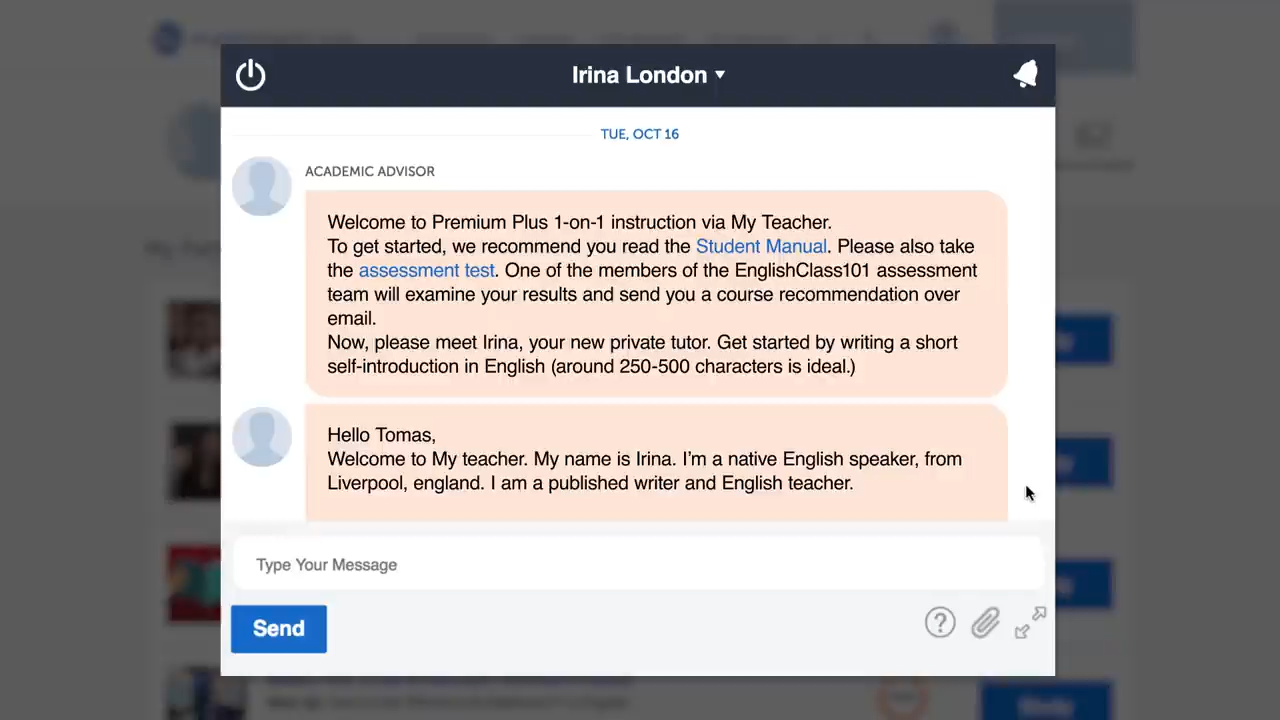 Irina London
TUE, OCT 16
ACADEMIC ADVISOR
Welcome to Premium Plus 1-on-1 instruction via My Teacher.
To get started, we recommend you read the Student Manual. Please also take
the assessment test. One of the members of the EnglishClass101 assessment
team will examine your results and send you a course recommendation over
email.
Now, please meet Irina, your new private tutor. Get started by writing a short
self-introduction in English (around 250-500 characters is ideal.)
Hello Tomas,
Welcome to My teacher. My name is Irina. I'm a native English speaker, from
Liverpool, england. I am a published writer and English teacher.
Type Your Message
Send